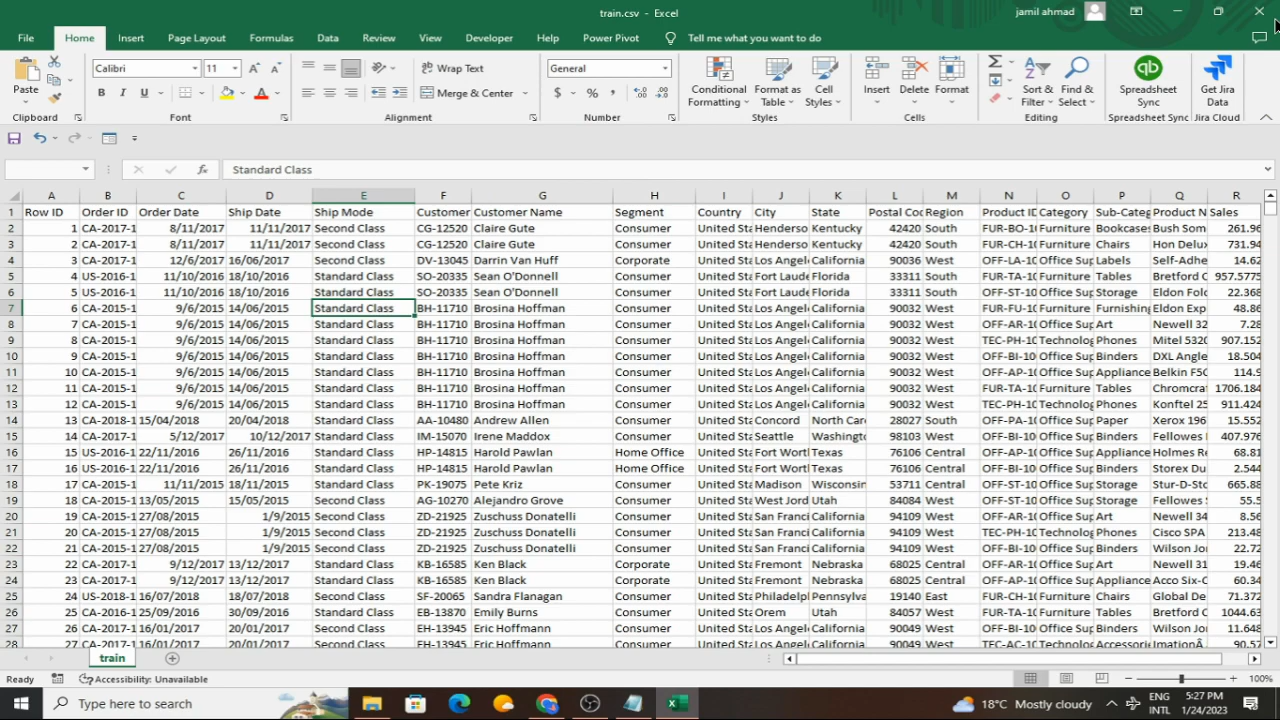 train.csv - Excel
jamil ahmad
File Home Insert Page Layout Formulas Data Review View Developer Help Power Pivot Tell me what you want to do
Calibri 11 Wrap Text General
Paste B I U Merge & Center $ % , Conditional Formatting Format as Table Cell Styles Insert Delete Format Sort & Filter Find & Select Spreadsheet Sync Get Jira Data
Clipboard Font Alignment Number Styles Cells Editing Spreadsheet Sync Jira Cloud
fx Standard Class
A B C D E F G H I J K L M N O P Q R
1 Row ID Order ID Order Date Ship Date Ship Mode Customer Customer Name Segment Country City State Postal Co Region Product ID Category Sub-Categ Product N Sales
2 1 CA-2017-1 8/11/2017 11/11/2017 Second Class CG-12520 Claire Gute Consumer United Sta Henderso Kentucky 42420 South FUR-BO-10 Furniture Bookcases Bush Som 261.96
3 2 CA-2017-1 8/11/2017 11/11/2017 Second Class CG-12520 Claire Gute Consumer United Sta Henderso Kentucky 42420 South FUR-CH-10 Furniture Chairs Hon Delux 731.94
4 3 CA-2017-1 12/6/2017 16/06/2017 Second Class DV-13045 Darrin Van Huff Corporate United Sta Los Angel California 90036 West OFF-LA-10 Office Sup Labels Self-Adhe 14.62
5 4 US-2016-1 11/10/2016 18/10/2016 Standard Class SO-20335 Sean O'Donnell Consumer United Sta Fort Laude Florida 33311 South FUR-TA-10 Furniture Tables Bretford C 957.5775
6 5 US-2016-1 11/10/2016 18/10/2016 Standard Class SO-20335 Sean O'Donnell Consumer United Sta Fort Laude Florida 33311 South OFF-ST-10 Office Sup Storage Eldon Fold 22.368
7 6 CA-2015-1 9/6/2015 14/06/2015 Standard Class BH-11710 Brosina Hoffman Consumer United Sta Los Angel California 90032 West FUR-FU-10 Furniture Furnishing Eldon Exp 48.86
8 7 CA-2015-1 9/6/2015 14/06/2015 Standard Class BH-11710 Brosina Hoffman Consumer United Sta Los Angel California 90032 West OFF-AR-10 Office Sup Art Newell 32 7.28
9 8 CA-2015-1 9/6/2015 14/06/2015 Standard Class BH-11710 Brosina Hoffman Consumer United Sta Los Angel California 90032 West TEC-PH-10 Technolog Phones Mitel 5320 907.152
10 9 CA-2015-1 9/6/2015 14/06/2015 Standard Class BH-11710 Brosina Hoffman Consumer United Sta Los Angel California 90032 West OFF-BI-10 Office Sup Binders DXL Angle 18.504
11 10 CA-2015-1 9/6/2015 14/06/2015 Standard Class BH-11710 Brosina Hoffman Consumer United Sta Los Angel California 90032 West OFF-AP-10 Office Sup Appliance Belkin F5C 114.9
12 11 CA-2015-1 9/6/2015 14/06/2015 Standard Class BH-11710 Brosina Hoffman Consumer United Sta Los Angel California 90032 West FUR-TA-10 Furniture Tables Chromcra 1706.184
13 12 CA-2015-1 9/6/2015 14/06/2015 Standard Class BH-11710 Brosina Hoffman Consumer United Sta Los Angel California 90032 West TEC-PH-10 Technolog Phones Konftel 25 911.424
14 13 CA-2018-1 15/04/2018 20/04/2018 Standard Class AA-10480 Andrew Allen Consumer United Sta Concord North Car 28027 South OFF-PA-10 Office Sup Paper Xerox 196 15.552
15 14 CA-2017-1 5/12/2017 10/12/2017 Standard Class IM-15070 Irene Maddox Consumer United Sta Seattle Washingt 98103 West OFF-BI-10 Office Sup Binders Fellowes 407.976
16 15 US-2016-1 22/11/2016 26/11/2016 Standard Class HP-14815 Harold Pawlan Home Office United Sta Fort Wort Texas 76106 Central OFF-AP-10 Office Sup Appliance Holmes R 68.81
17 16 US-2016-1 22/11/2016 26/11/2016 Standard Class HP-14815 Harold Pawlan Home Office United Sta Fort Wort Texas 76106 Central OFF-BI-10 Office Sup Binders Storex Du 2.544
18 17 CA-2015-1 11/11/2015 18/11/2015 Standard Class PK-19075 Pete Kriz Consumer United Sta Madison Wisconsin 53711 Central OFF-ST-10 Office Sup Storage Stur-D-Sto 665.88
19 18 CA-2015-1 13/05/2015 15/05/2015 Second Class AG-10270 Alejandro Grove Consumer United Sta West Jord Utah 84084 West OFF-ST-10 Office Sup Storage Fellowes 55.5
20 19 CA-2015-1 27/08/2015 1/9/2015 Second Class ZD-21925 Zuschuss Donatelli Consumer United Sta San Franci California 94109 West OFF-AR-10 Office Sup Art Newell 34 8.56
21 20 CA-2015-1 27/08/2015 1/9/2015 Second Class ZD-21925 Zuschuss Donatelli Consumer United Sta San Franci California 94109 West TEC-PH-10 Technolog Phones Cisco SPA 213.48
22 21 CA-2015-1 27/08/2015 1/9/2015 Second Class ZD-21925 Zuschuss Donatelli Consumer United Sta San Franci California 94109 West OFF-BI-10 Office Sup Binders Wilson Jo 22.72
23 22 CA-2017-1 9/12/2017 13/12/2017 Standard Class KB-16585 Ken Black Corporate United Sta Fremont Nebraska 68025 Central OFF-AR-10 Office Sup Art Newell 31 19.46
24 23 CA-2017-1 9/12/2017 13/12/2017 Standard Class KB-16585 Ken Black Corporate United Sta Fremont Nebraska 68025 Central OFF-AP-10 Office Sup Appliance Acco Six-C 60.34
25 24 US-2018-1 16/07/2018 18/07/2018 Second Class SF-20065 Sandra Flanagan Consumer United Sta Philadelp Pennsylva 19140 East FUR-CH-10 Furniture Chairs Global De 71.372
26 25 CA-2016-1 25/09/2016 30/09/2016 Standard Class EB-13870 Emily Burns Consumer United Sta Orem Utah 84057 West FUR-TA-10 Furniture Tables Bretford C 1044.63
27 26 CA-2017-1 16/01/2017 20/01/2017 Second Class EH-13945 Eric Hoffmann Consumer United Sta Los Angel California 90049 West OFF-BI-10 Office Sup Binders Wilson Jo 11.648
28 27 CA-2017-1 16/01/2017 20/01/2017 Second Class EH-13945 Eric Hoffmann Consumer United Sta Los Angel California 90049 West TEC-AC-10 Technolog Accessorie ImationÂ 90.57
train
Ready Accessibility: Unavailable 100%
Type here to search 18°C Mostly cloudy ENG INTL 5:27 PM 1/24/2023